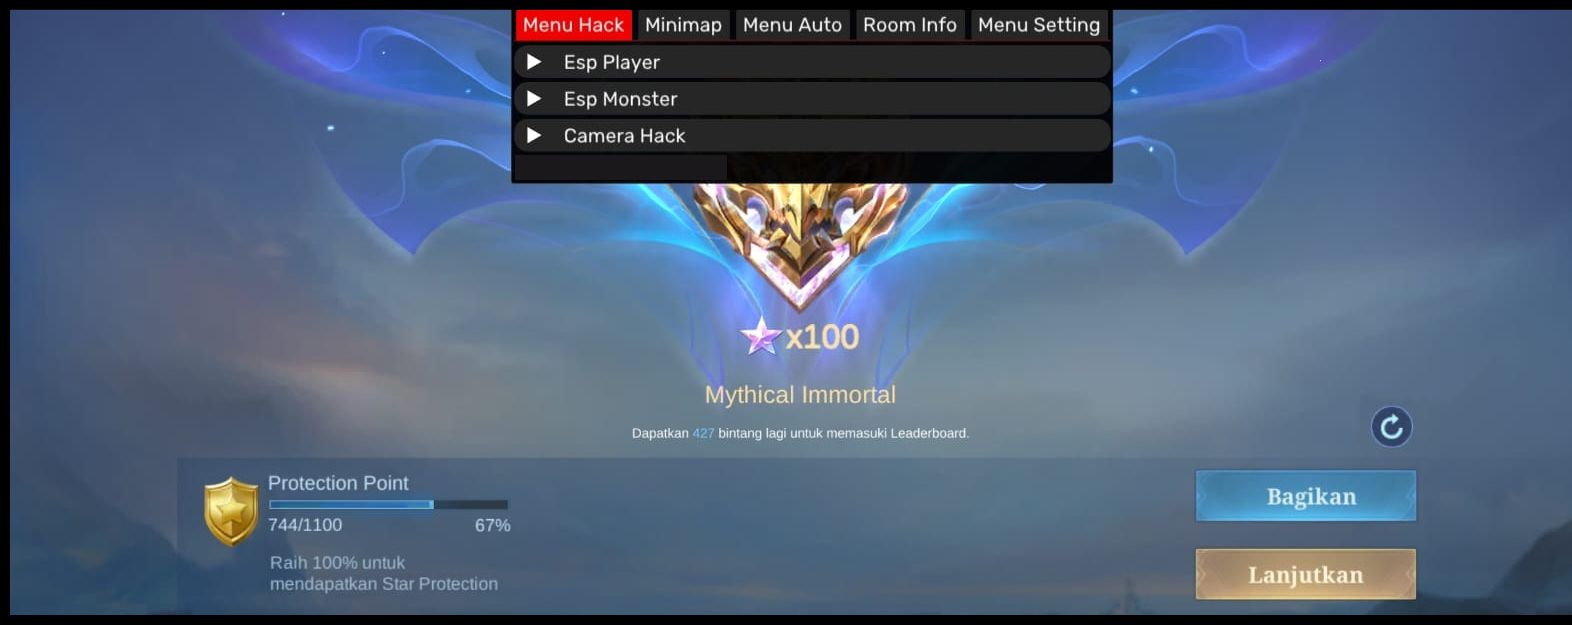 Menu Hack Minimap Menu Auto Room Info Menu Setting
Esp Player
Esp Monster
Camera Hack
x100
Mythical Immortal
Dapatkan 427 bintang lagi untuk memasuki Leaderboard.
Protection Point
744/1100 67%
Raih 100% untuk
mendapatkan Star Protection
Bagikan
Lanjutkan